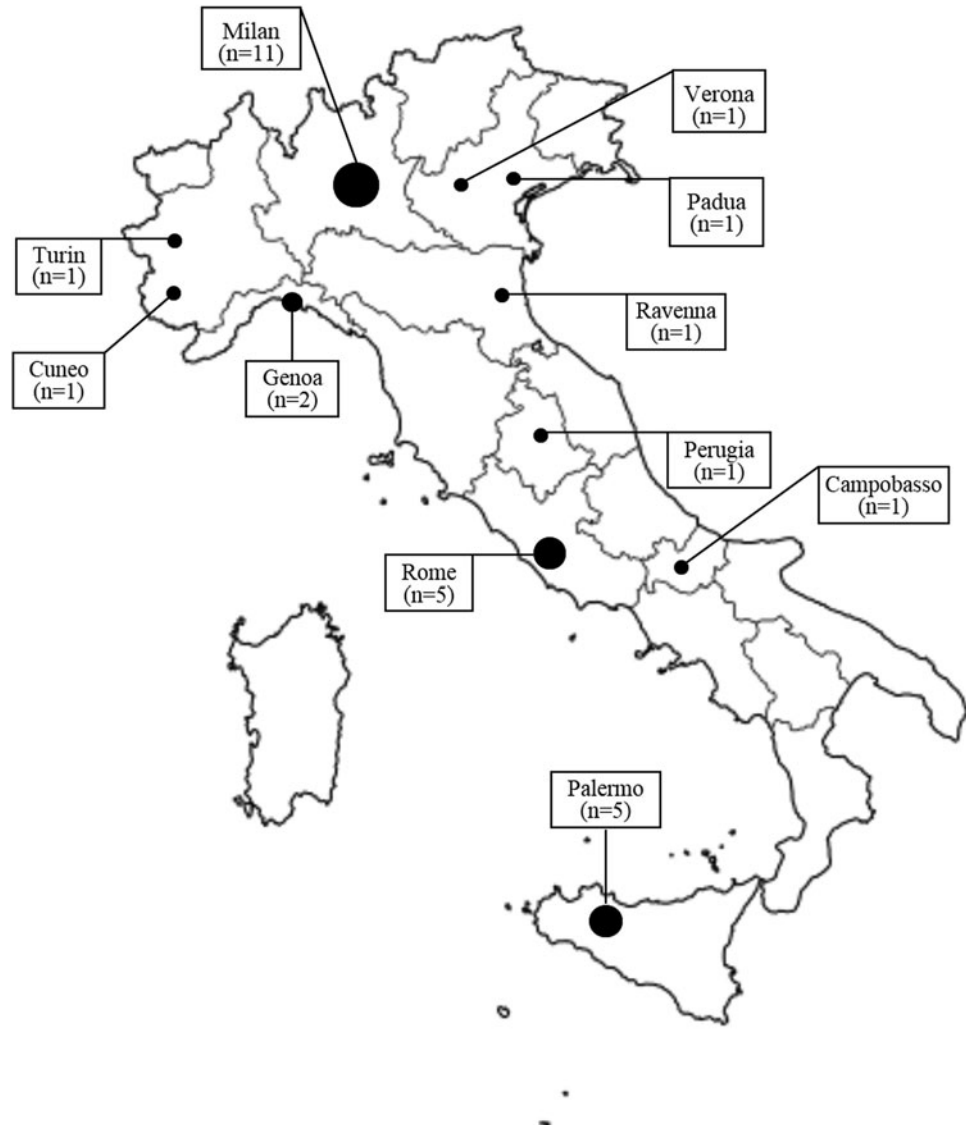 Milan
(n=11)
Verona
(n=1)
Padua
(n=1)
Turin
(n=1)
Ravenna
(n=1)
Cuneo
(n=1)
Genoa
(n=2)
Perugia
(n=1)
Campobasso
(n=1)
Rome
(n=5)
Palermo
(n=5)